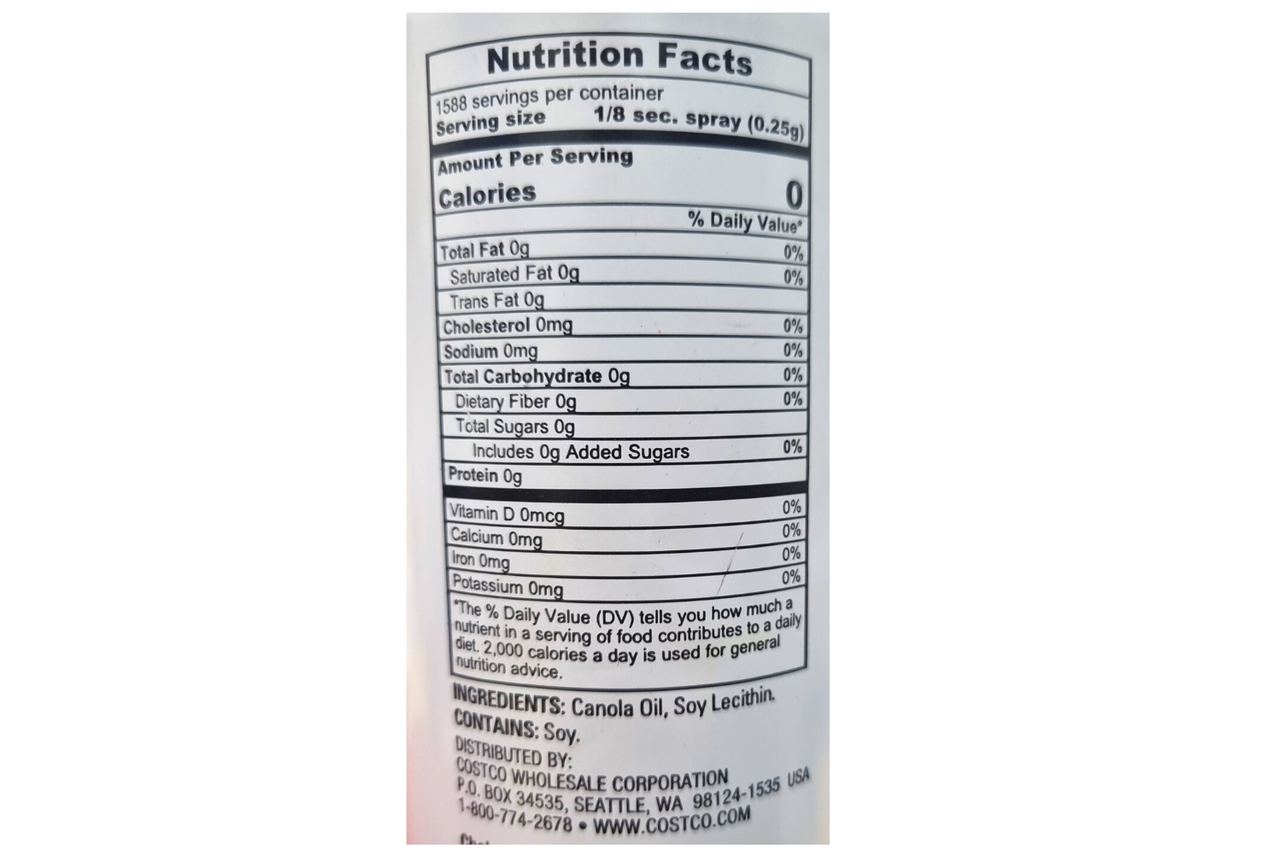 Nutrition Facts
1588 servings per container
Serving size 1/8 sec. spray (0.25g)
Amount Per Serving
Calories 0
% Daily Value*
Total Fat 0g 0%
Saturated Fat 0g 0%
Trans Fat 0g
Cholesterol 0mg 0%
Sodium 0mg 0%
Total Carbohydrate 0g 0%
Dietary Fiber 0g 0%
Total Sugars 0g
Includes 0g Added Sugars 0%
Protein 0g
Vitamin D 0mcg 0%
Calcium 0mg 0%
Iron 0mg 0%
Potassium 0mg 0%
*The % Daily Value (DV) tells you how much a
nutrient in a serving of food contributes to a daily
diet. 2,000 calories a day is used for general
nutrition advice.
INGREDIENTS: Canola Oil, Soy Lecithin.
CONTAINS: Soy.
DISTRIBUTED BY:
COSTCO WHOLESALE CORPORATION
P.O. BOX 34535, SEATTLE, WA 98124-1535 USA
1-800-774-2678 • WWW.COSTCO.COM